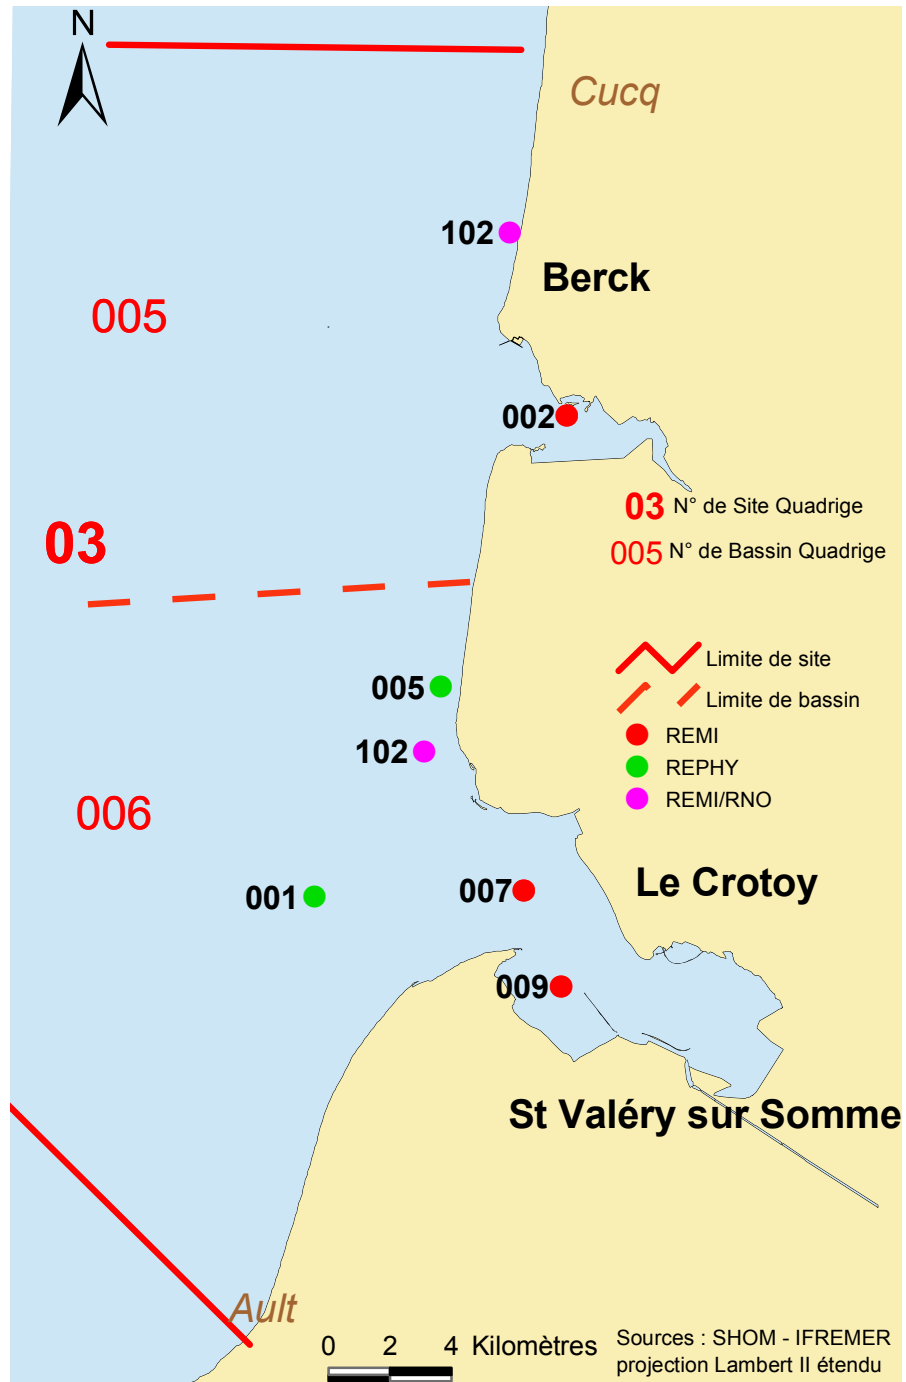 N
Cucq
102
Berck
005
002
03 N° de Site Quadrige
03
005 N° de Bassin Quadrige
Limite de site
005
Limite de bassin
REMI
102
REPHY
REMI/RNO
006
Le Crotoy
001
007
009
St Valéry sur Somme
Ault
0 2 4 Kilomètres
Sources : SHOM - IFREMER
projection Lambert II étendu